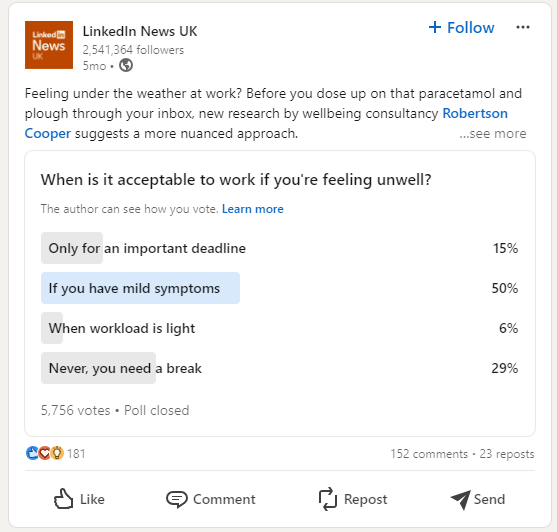 Linked in
News
UK
LinkedIn News UK
2,541,364 followers
5mo •
+ Follow
Feeling under the weather at work? Before you dose up on that paracetamol and
plough through your inbox, new research by wellbeing consultancy Robertson
Cooper suggests a more nuanced approach.
...see more
When is it acceptable to work if you're feeling unwell?
The author can see how you vote. Learn more
Only for an important deadline 15%
If you have mild symptoms 50%
When workload is light 6%
Never, you need a break 29%
5,756 votes • Poll closed
181
152 comments • 23 reposts
Like
Comment
Repost
Send